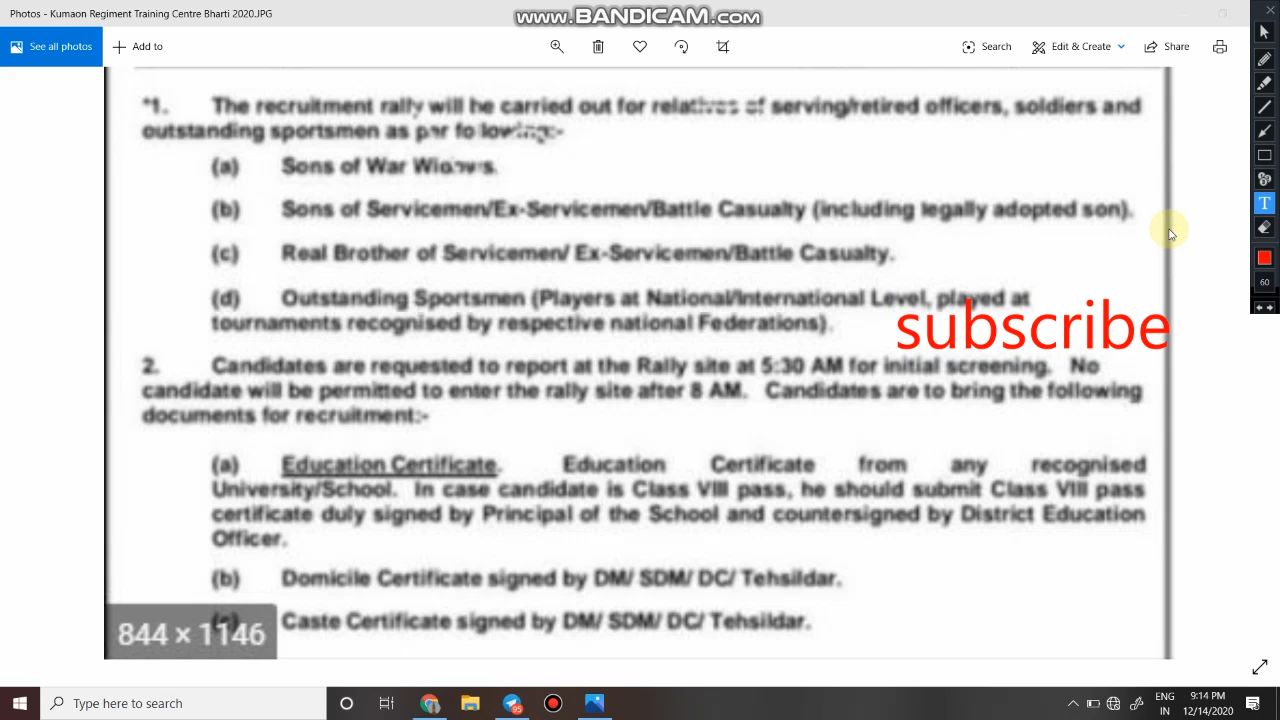 Photos - Kumaon Regiment Training Centre Bharti 2020.JPG
www.BANDICAM.com
See all photos
Add to
Search
Edit & Create
Share
*1. The recruitment rally will be carried out for relatives of serving/retired officers, soldiers and
outstanding sportsmen as per following:-
(a) Sons of War Widows.
(b) Sons of Servicemen/Ex-Servicemen/Battle Casualty (including legally adopted son).
(c) Real Brother of Servicemen/ Ex-Servicemen/Battle Casualty.
(d) Outstanding Sportsmen (Players at National/International Level, played at
tournaments recognised by respective national Federations).
subscribe
2. Candidates are requested to report at the Rally site at 5:30 AM for initial screening. No
candidate will be permitted to enter the rally site after 8 AM. Candidates are to bring the following
documents for recruitment:-
(a) Education Certificate. Education Certificate from any recognised
University/School. In case candidate is Class VIII pass, he should submit Class VIII pass
certificate duly signed by Principal of the School and countersigned by District Education
Officer.
(b) Domicile Certificate signed by DM/ SDM/ DC/ Tehsildar.
(c) Caste Certificate signed by DM/ SDM/ DC/ Tehsildar.
844 × 1146
T
60
Type here to search
95
ENG
IN
9:14 PM
12/14/2020